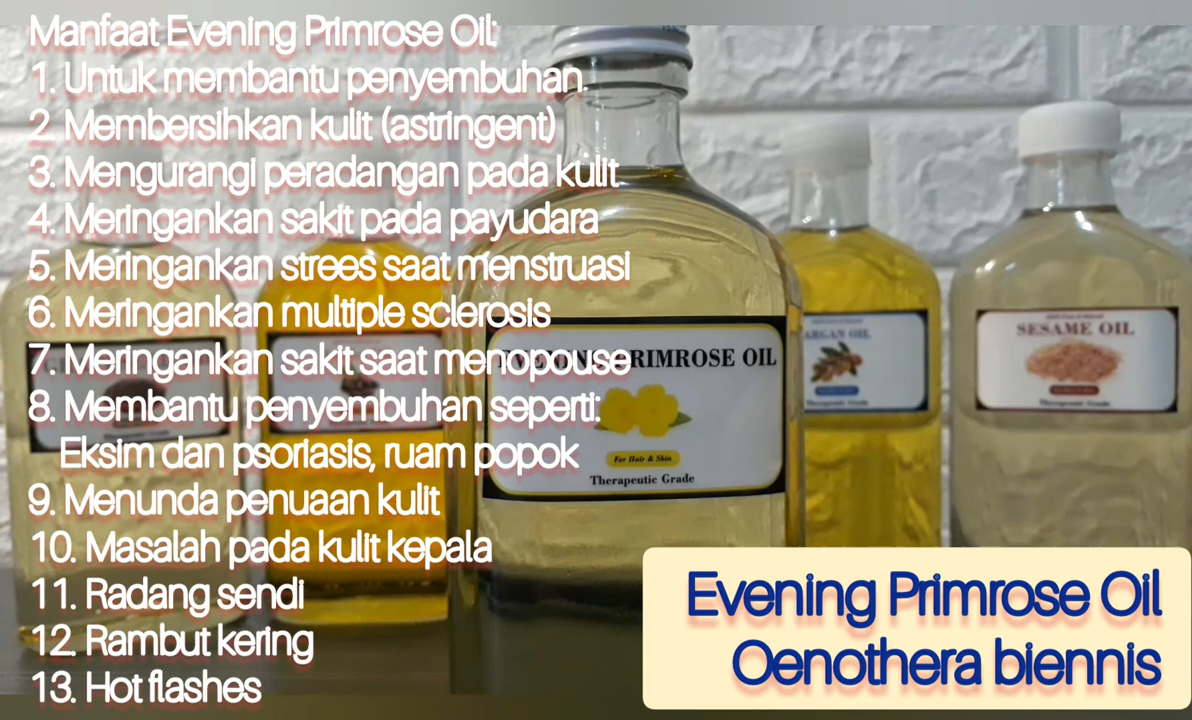 Manfaat Evening Primrose Oil:
1. Untuk membantu penyembuhan.
2. Membersihkan kulit (astringent)
3. Mengurangi peradangan pada kulit
4. Meringankan sakit pada payudara
5. Meringankan strees saat menstruasi
6. Meringankan multiple sclerosis
7. Meringankan sakit saat menopouse
8. Membantu penyembuhan seperti:
Eksim dan psoriasis, ruam popok
9. Menunda penuaan kulit
10. Masalah pada kulit kepala
11. Radang sendi
12. Rambut kering
13. Hot flashes
EVENING PRIMROSE OIL
For Hair & Skin
Therapeutic Grade
ARGAN OIL
Therapeutic Grade
SESAME OIL
Therapeutic Grade
Evening Primrose Oil
Oenothera biennis